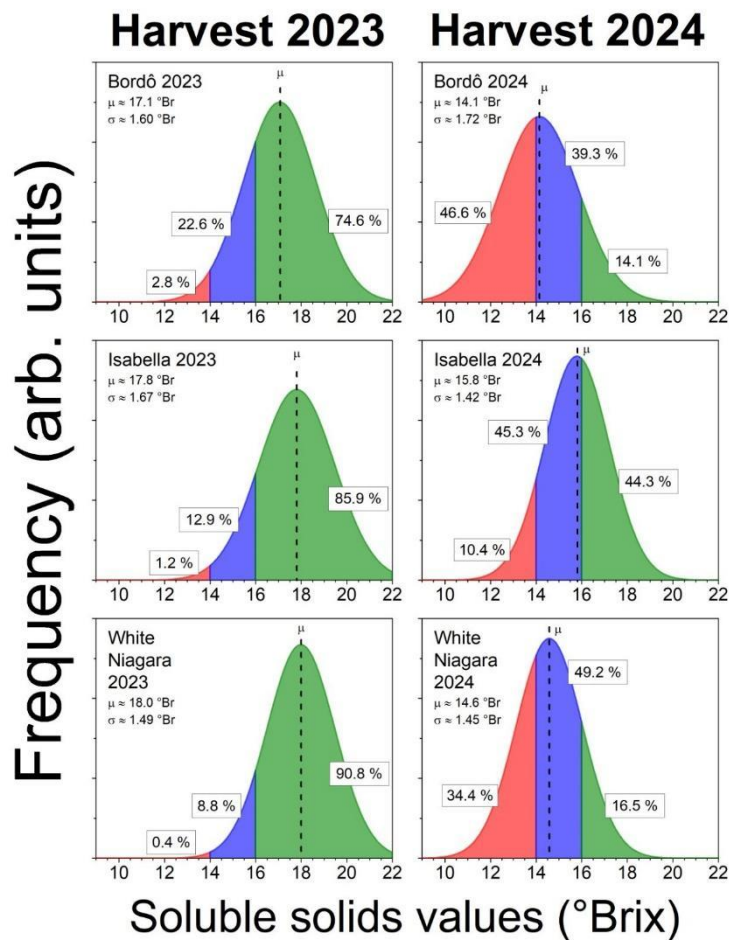 Harvest 2023
Harvest 2024
Frequency (arb. units)
Bordô 2023
μ ≈ 17.1 °Br
σ ≈ 1.60 °Br
μ
22.6 %
74.6 %
2.8 %
10 12 14 16 18 20 22
Bordô 2024
μ ≈ 14.1 °Br
σ ≈ 1.72 °Br
μ
39.3 %
46.6 %
14.1 %
10 12 14 16 18 20 22
Isabella 2023
μ ≈ 17.8 °Br
σ ≈ 1.67 °Br
μ
85.9 %
12.9 %
1.2 %
10 12 14 16 18 20 22
Isabella 2024
μ ≈ 15.8 °Br
σ ≈ 1.42 °Br
μ
45.3 %
44.3 %
10.4 %
10 12 14 16 18 20 22
White
Niagara
2023
μ ≈ 18.0 °Br
σ ≈ 1.49 °Br
μ
90.8 %
8.8 %
0.4 %
10 12 14 16 18 20 22
White
Niagara
2024
μ ≈ 14.6 °Br
σ ≈ 1.45 °Br
μ
49.2 %
34.4 %
16.5 %
10 12 14 16 18 20 22
Soluble solids values (°Brix)